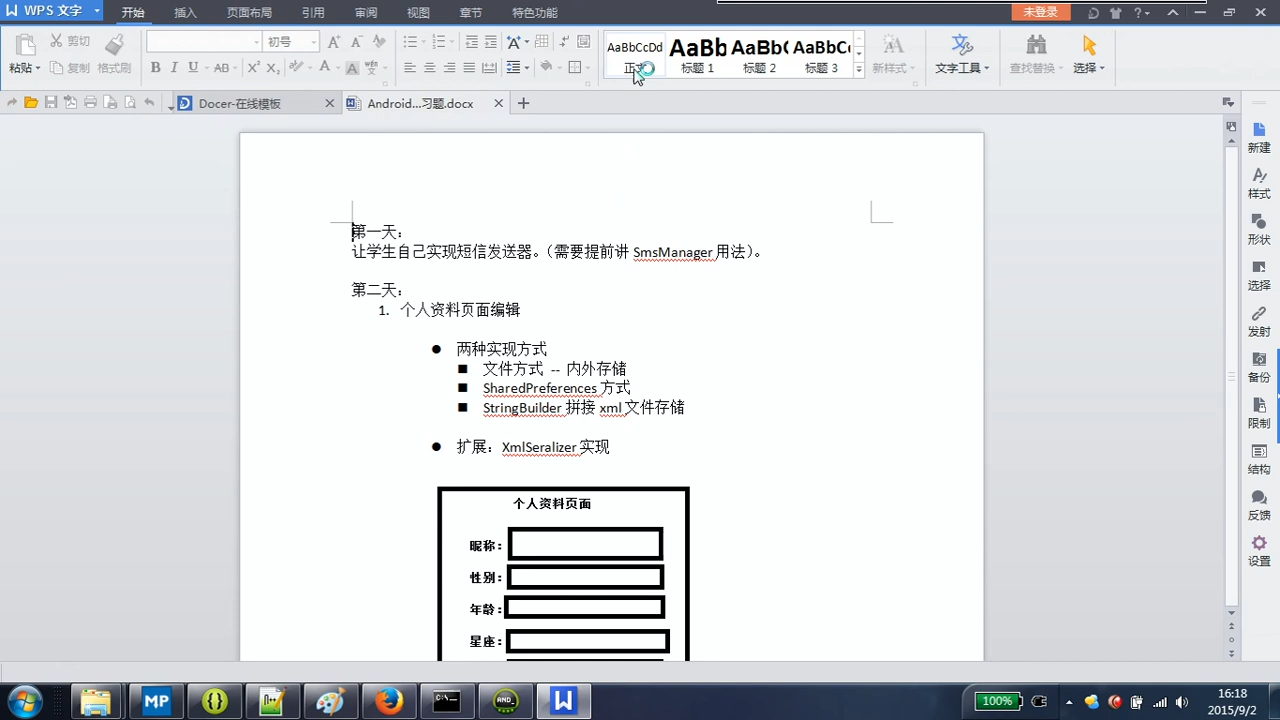 WPS 文字
开始 插入 页面布局 引用 审阅 视图 章节 特色功能 未登录
粘贴 剪切 复制 格式刷
初号
AaBbCcDd AaBb AaBb( AaBbC
标题 1 标题 2 标题 3
新样式 文字工具 查找替换 选择
Docer-在线模板 Android...习题.docx
第一天：
让学生自己实现短信发送器。（需要提前讲 SmsManager 用法）。
第二天：
1. 个人资料页面编辑
● 两种实现方式
■ 文件方式 -- 内外存储
■ SharedPreferences 方式
■ StringBuilder 拼接 xml 文件存储
● 扩展：XmlSeralizer 实现
个人资料页面
昵称：
性别：
年龄：
星座：
新建
样式
形状
选择
发射
备份
限制
结构
反馈
设置
MP
AND_
100%
16:18
2015/9/2